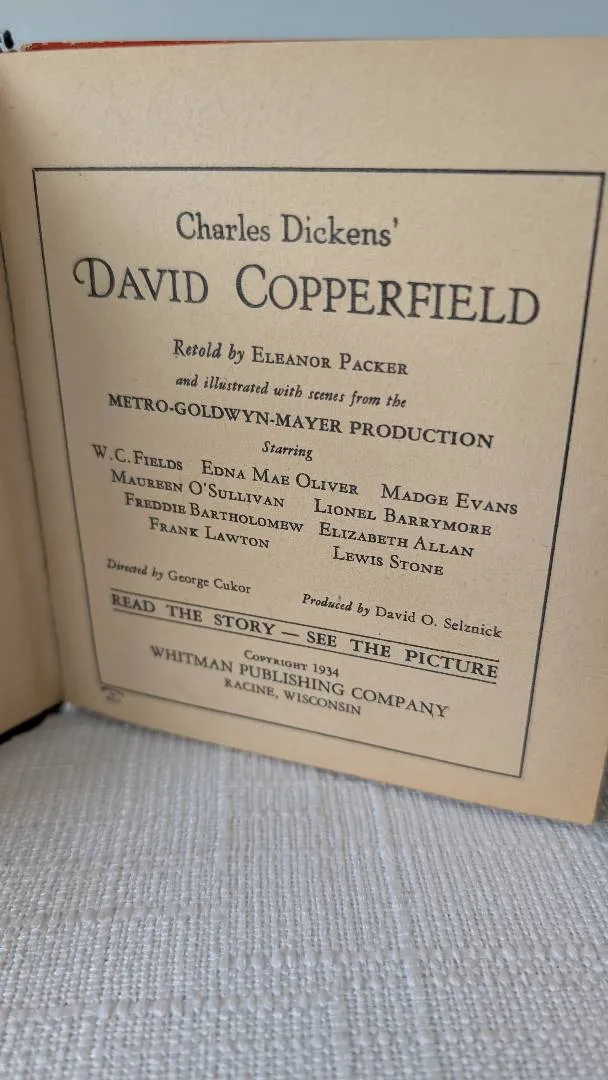 Charles Dickens'
DAVID COPPERFIELD
Retold by ELEANOR PACKER
and illustrated with scenes from the
METRO-GOLDWYN-MAYER PRODUCTION
Starring
W. C. FIELDS EDNA MAE OLIVER MADGE EVANS
MAUREEN O'SULLIVAN LIONEL BARRYMORE
FREDDIE BARTHOLOMEW ELIZABETH ALLAN
FRANK LAWTON LEWIS STONE
Directed by George Cukor Produced by David O. Selznick
READ THE STORY — SEE THE PICTURE
COPYRIGHT 1934
WHITMAN PUBLISHING COMPANY
RACINE, WISCONSIN